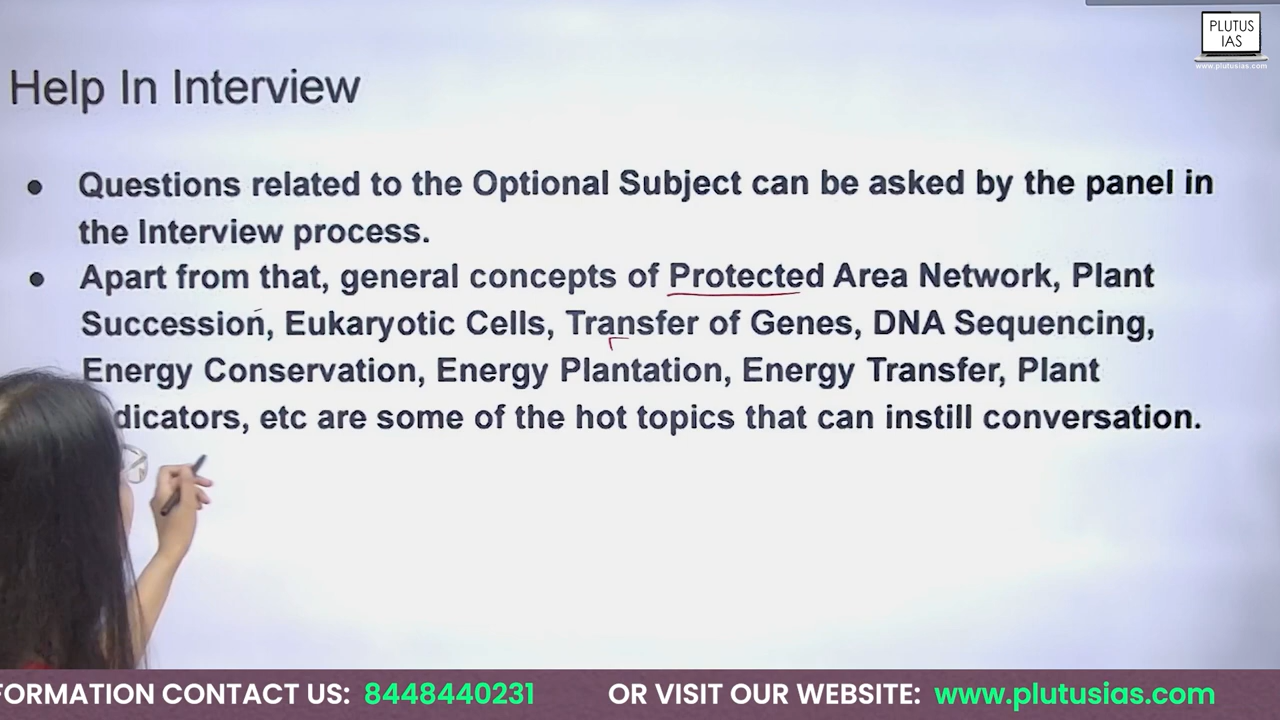 PLUTUS
IAS
www.plutusias.com
Help In Interview
• Questions related to the Optional Subject can be asked by the panel in
the Interview process.
• Apart from that, general concepts of Protected Area Network, Plant
Succession, Eukaryotic Cells, Transfer of Genes, DNA Sequencing,
Energy Conservation, Energy Plantation, Energy Transfer, Plant
dicators, etc are some of the hot topics that can instill conversation.
FORMATION CONTACT US: 8448440231 OR VISIT OUR WEBSITE: www.plutusias.com